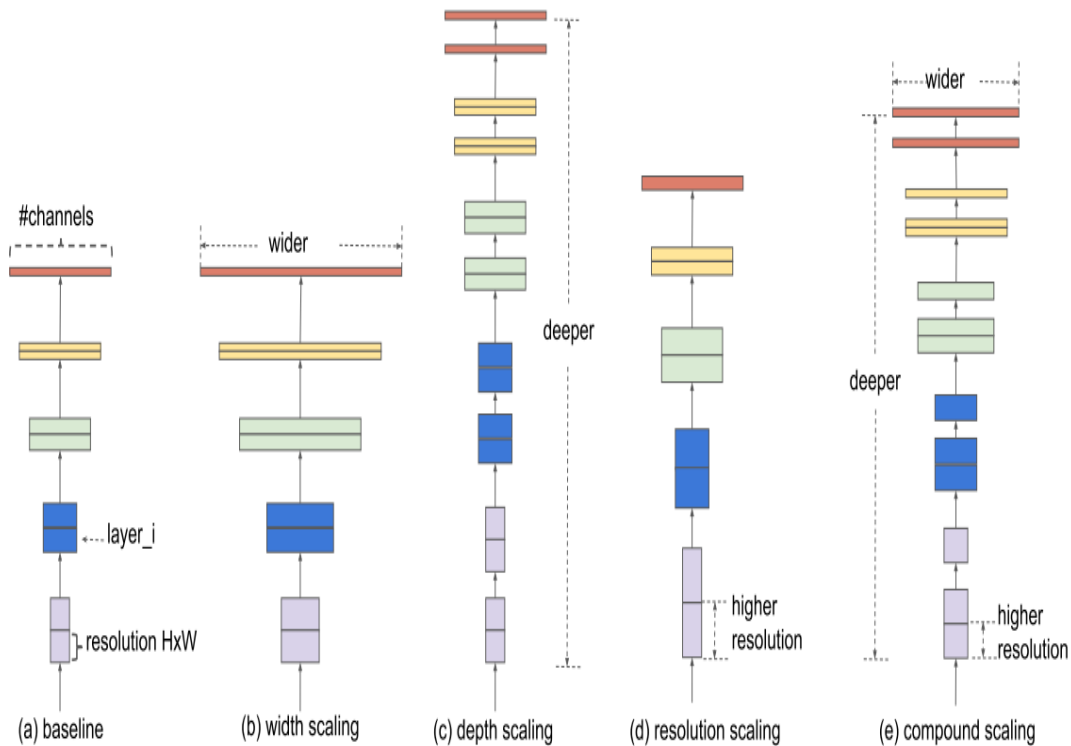 #channels
layer_i
resolution HxW
(a) baseline
wider
(b) width scaling
deeper
(c) depth scaling
higher
resolution
(d) resolution scaling
wider
deeper
higher
resolution
(e) compound scaling